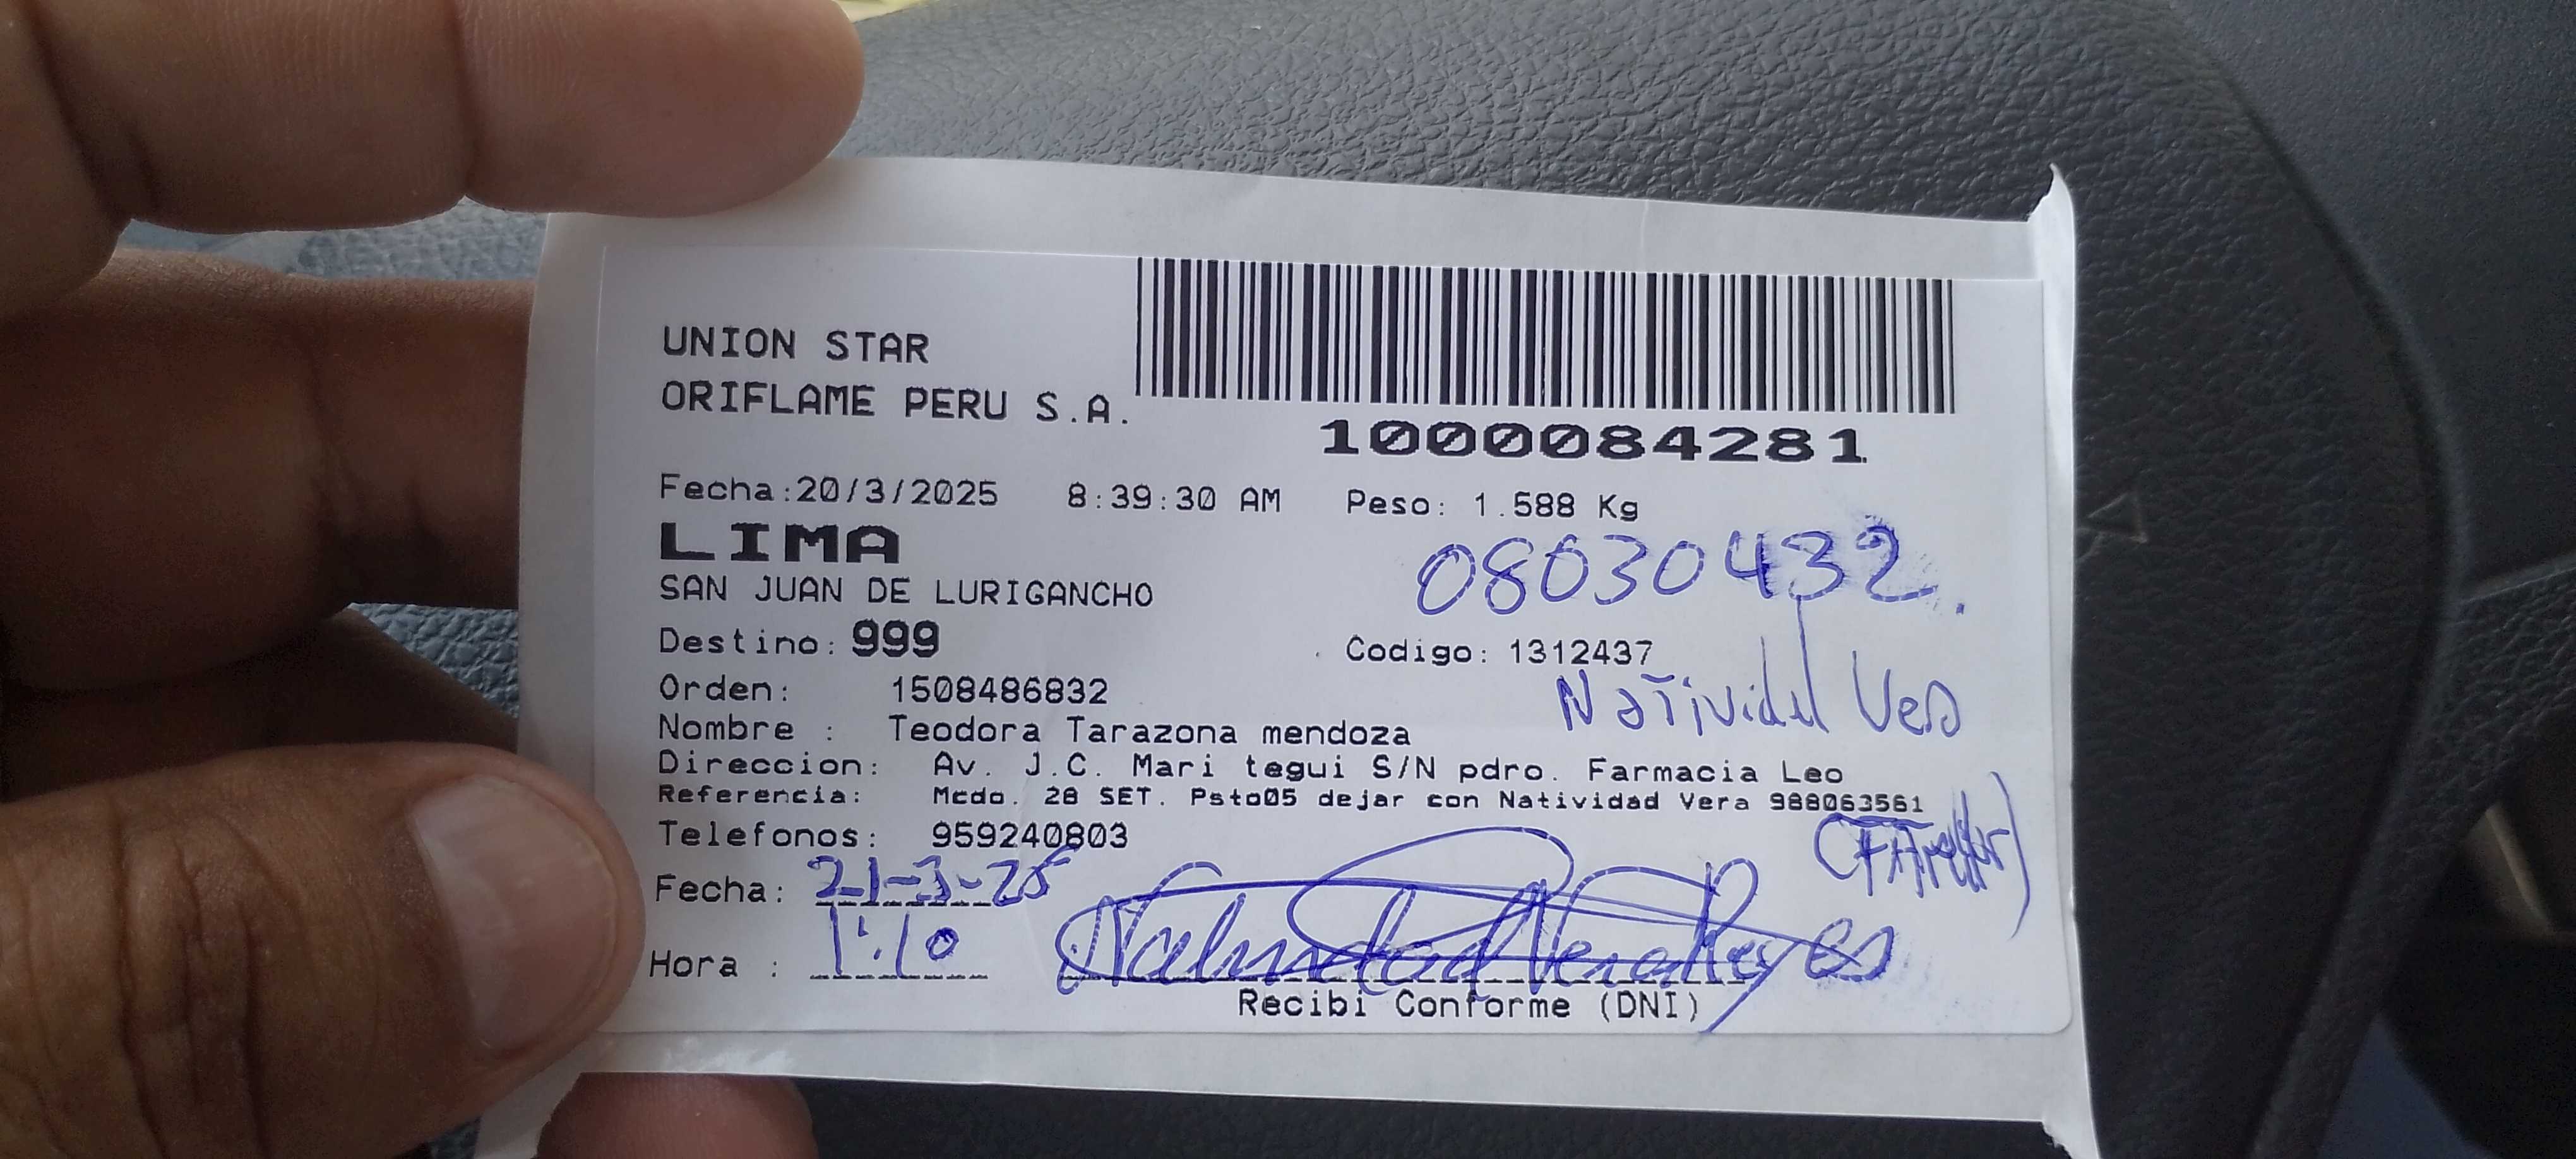 UNION STAR
ORIFLAME PERU S.A.
1000084281
Fecha:20/3/2025 8:39:30 AM Peso: 1.588 Kg
LIMA
08030432.
SAN JUAN DE LURIGANCHO
Destino: 999 Codigo: 1312437
Orden: 1508486832
Natividad Vera
Nombre : Teodora Tarazona mendoza
Direccion: Av. J.C. Mari tegui S/N pdro. Farmacia Leo
Referencia: Mcdo. 28 SET. Psto05 dejar con Natividad Vera 988063561
Telefonos: 959240803
Fecha: 21-3-25
Hora : 1:10
Natividad Vera Reyes
Recibi Conforme (DNI)